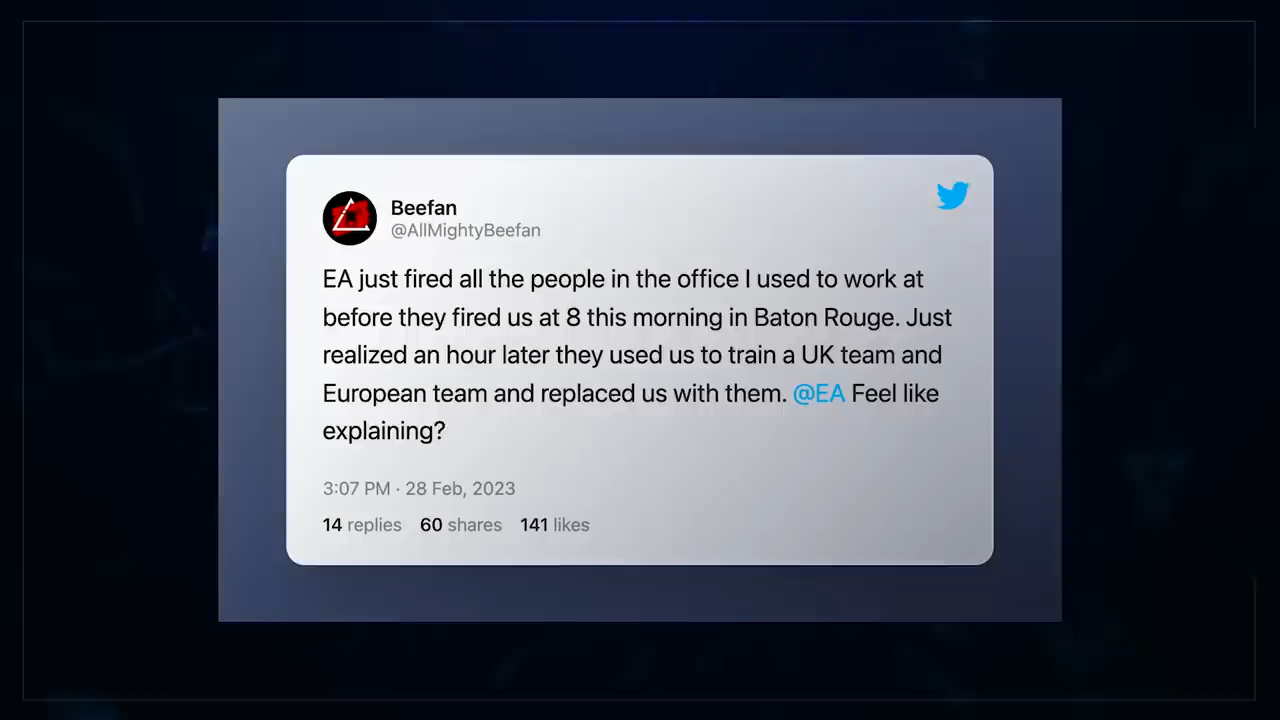 Beefan
@AllMightyBeefan
EA just fired all the people in the office I used to work at
before they fired us at 8 this morning in Baton Rouge. Just
realized an hour later they used us to train a UK team and
European team and replaced us with them. @EA Feel like
explaining?
3:07 PM · 28 Feb, 2023
14 replies 60 shares 141 likes